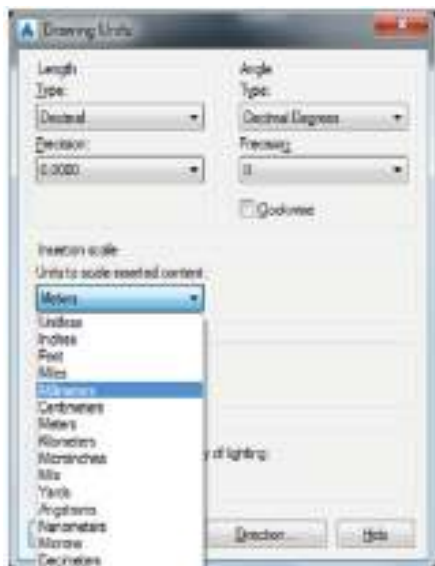 Drawing Units
Length
Type:
Decimal
Precision:
0.0000
Angle
Type:
Decimal Degrees
Precision:
0
Clockwise
Insertion scale
Units to scale inserted content:
Meters
Unitless
Inches
Feet
Miles
Millimeters
Centimeters
Meters
Kilometers
Microinches
Mils
Yards
Angstroms
Nanometers
Microns
Decimeters
y of lighting:
Direction...
Help